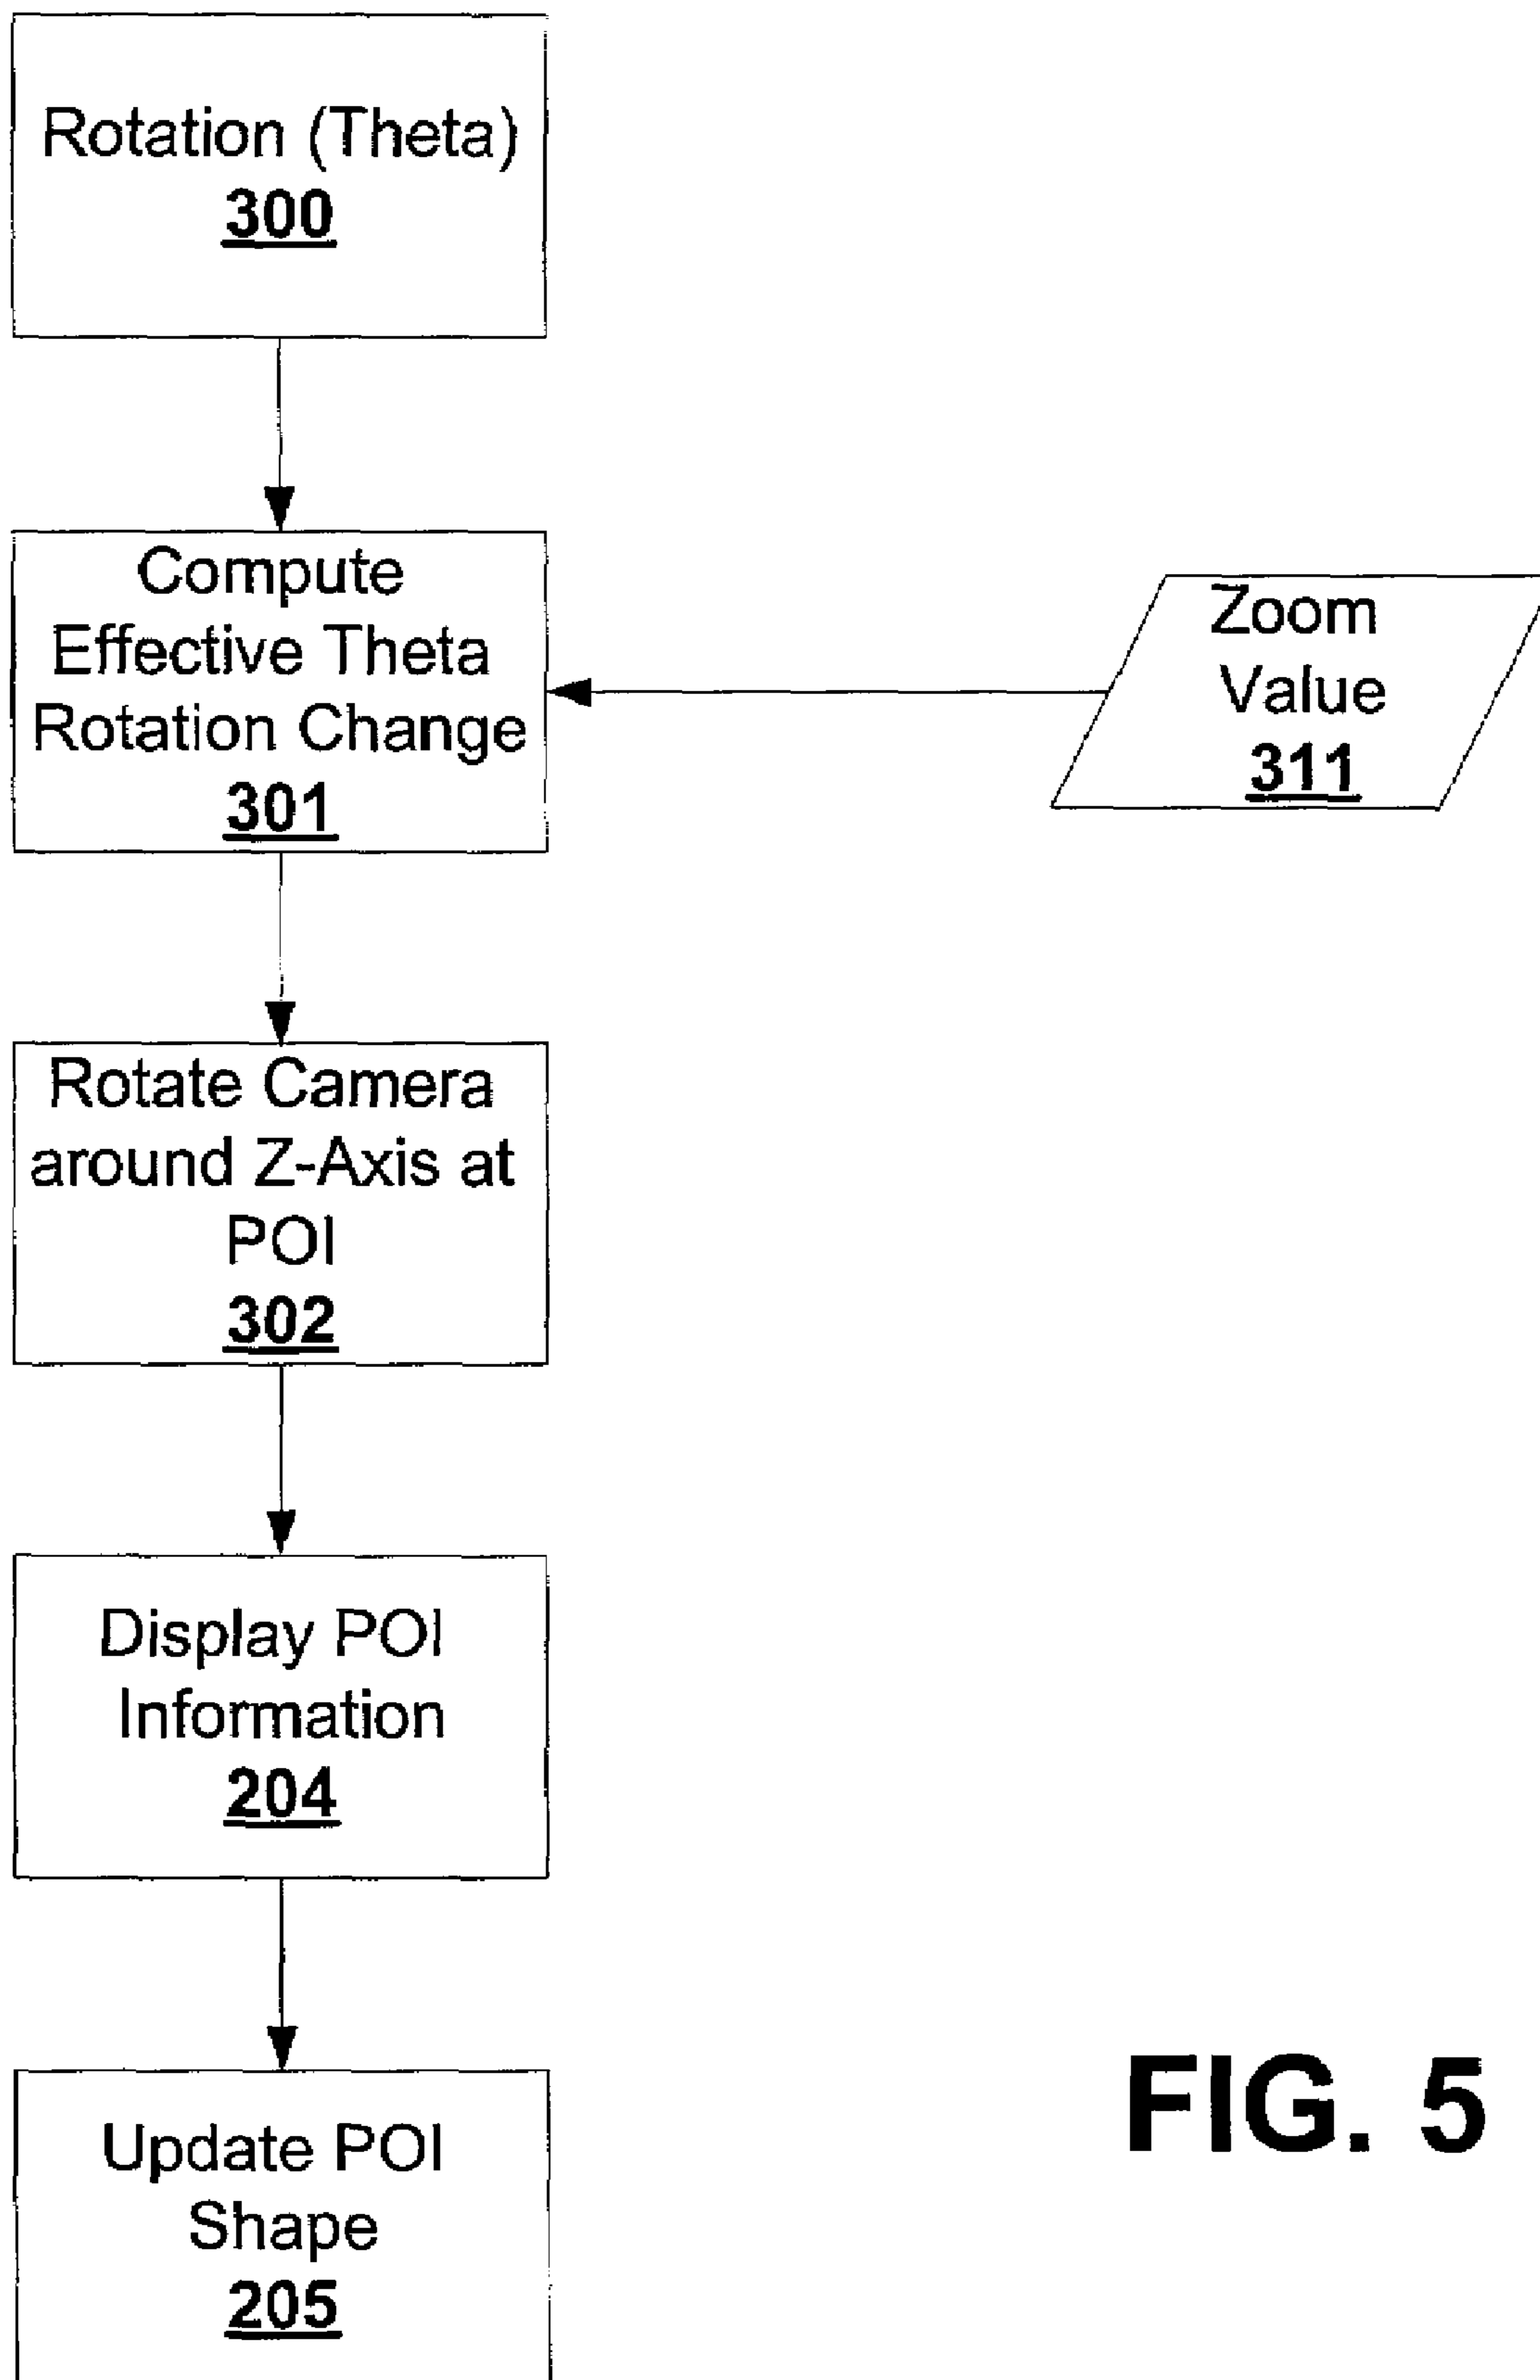 Rotation (Theta)
300
Compute
Effective Theta
Rotation Change
301
Zoom
Value
311
Rotate Camera
around Z-Axis at
POI
302
Display POI
Information
204
Update POI
Shape
205
FIG. 5